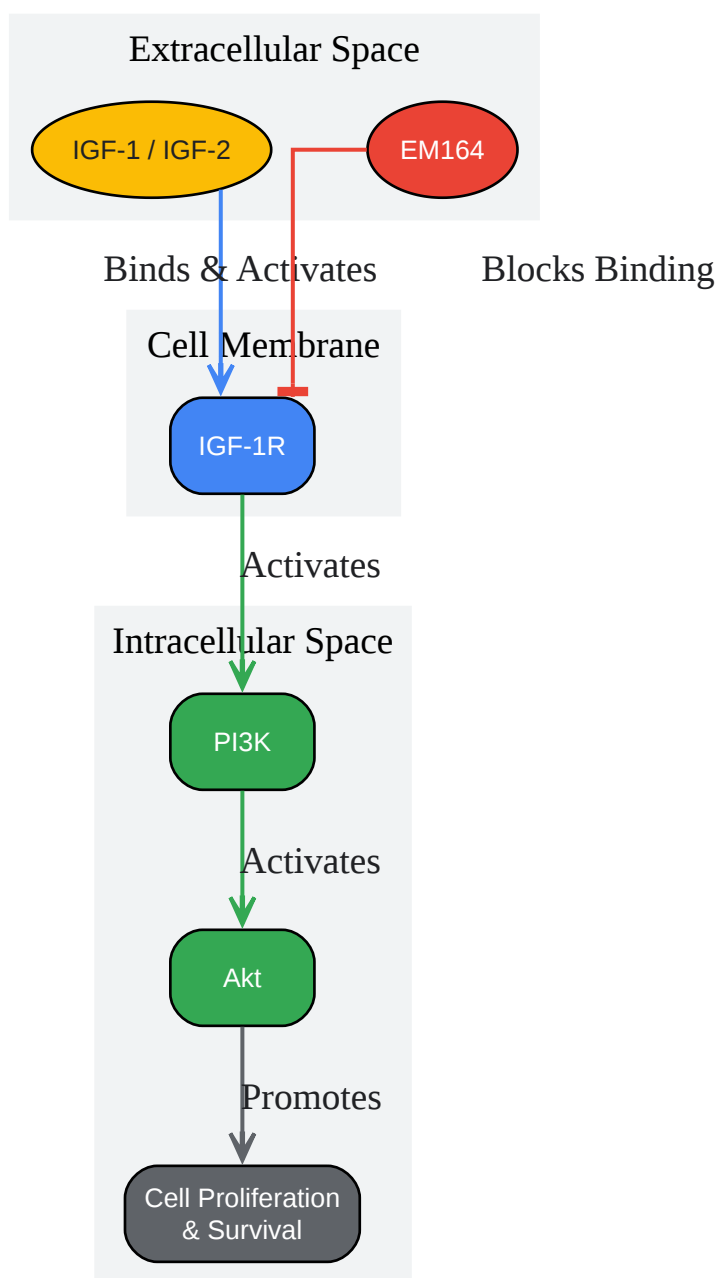 Extracellular Space
IGF-1 / IGF-2
EM164
Binds & Activates
Blocks Binding
Cell Membrane
IGF-1R
Activates
Intracellular Space
PI3K
Activates
Akt
Promotes
Cell Proliferation
& Survival